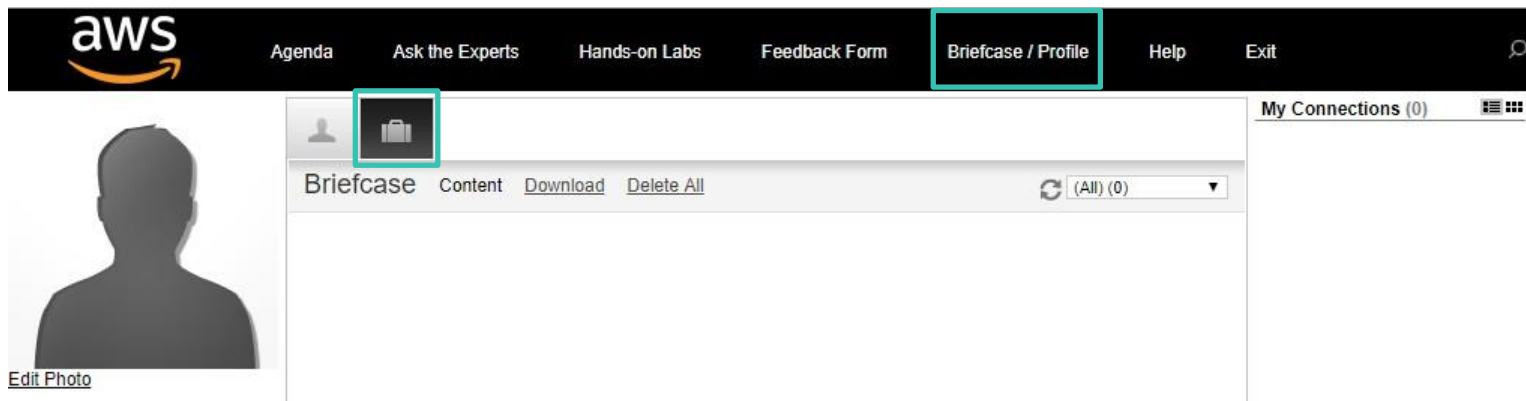 aws
Agenda Ask the Experts Hands-on Labs Feedback Form Briefcase / Profile Help Exit
My Connections (0)
Briefcase Content Download Delete All (All) (0)
Edit Photo